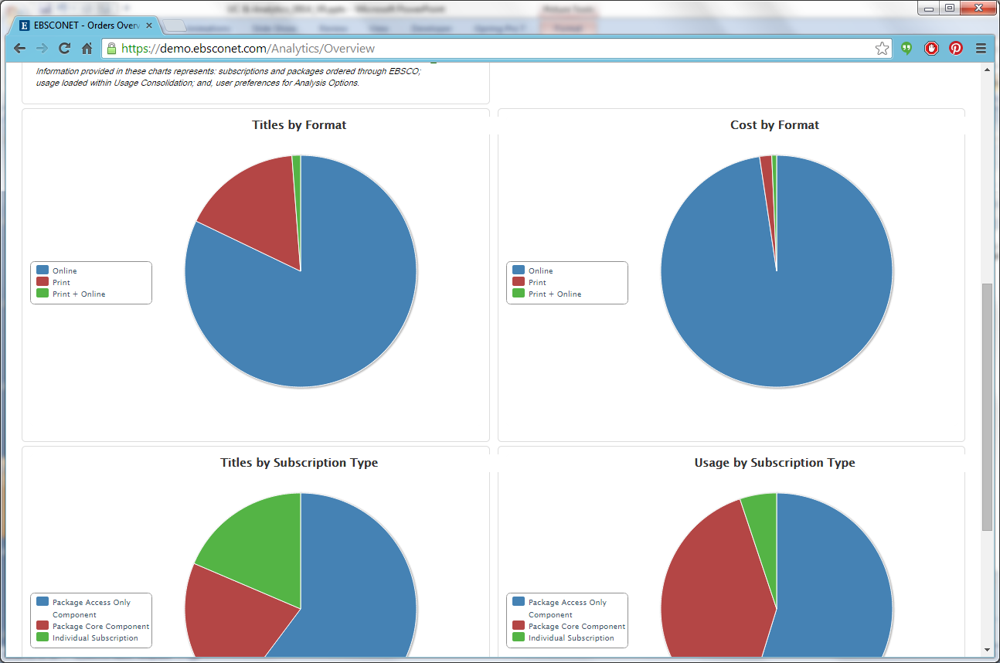 EBSCONET - Orders Overv
https://demo.ebsconet.com/Analytics/Overview
Information provided in these charts represents: subscriptions and packages ordered through EBSCO;
usage loaded within Usage Consolidation; and, user preferences for Analysis Options.
Titles by Format
Online
Print
Print + Online
Cost by Format
Online
Print
Print + Online
Titles by Subscription Type
Package Access Only
Component
Package Core Component
Individual Subscription
Usage by Subscription Type
Package Access Only
Component
Package Core Component
Individual Subscription